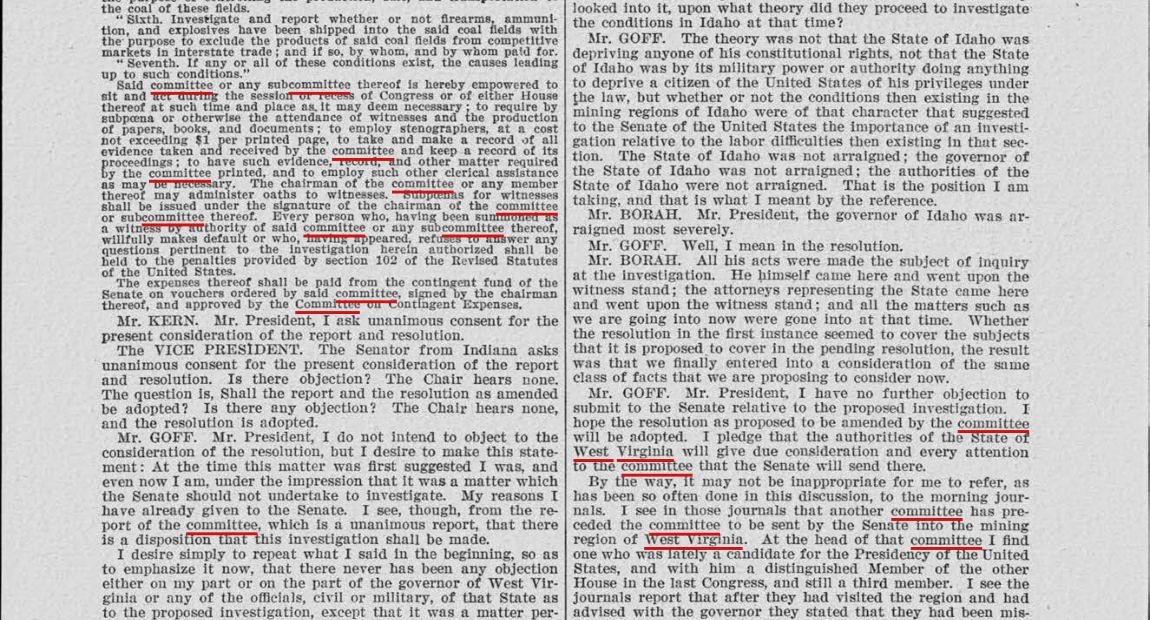 the coal of these fields.
"Sixth. Investigate and report whether or not firearms, ammuni-
tion, and explosives have been shipped into the said coal fields with
the purpose to exclude the products of said coal fields from competitive
markets in interstate trade; and if so, by whom, and by whom paid for.
"Seventh. If any or all of these conditions exist, the causes leading
up to such conditions."
Said committee or any subcommittee thereof is hereby empowered to
sit and act during the session or recess of Congress or of either House
thereof at such time and place as it may deem necessary; to require by
subpœna or otherwise the attendance of witnesses and the production
of papers, books, and documents; to employ stenographers, at a cost
not exceeding $1 per printed page, to take and make a record of all
evidence taken and received by the committee and keep a record of its
proceedings; to have such evidence, record, and other matter required
by the committee printed, and to employ such other clerical assistance
as may be necessary. The chairman of the committee or any member
thereof may administer oaths to witnesses. Subpœnas for witnesses
shall be issued under the signature of the chairman of the committee
or subcommittee thereof. Every person who, having been summoned as
a witness by authority of said committee or any subcommittee thereof,
willfully makes default or who, having appeared, refuses to answer any
questions pertinent to the investigation herein authorized shall be
held to the penalties provided by section 102 of the Revised Statutes
of the United States.
The expenses thereof shall be paid from the contingent fund of the
Senate on vouchers ordered by said committee, signed by the chairman
thereof, and approved by the Committee on Contingent Expenses.
Mr. KERN. Mr. President, I ask unanimous consent for the
present consideration of the report and resolution.
The VICE PRESIDENT. The Senator from Indiana asks
unanimous consent for the present consideration of the report
and resolution. Is there objection? The Chair hears none.
The question is, Shall the report and the resolution as amended
be adopted? Is there any objection? The Chair hears none,
and the resolution is adopted.
Mr. GOFF. Mr. President, I do not intend to object to the
consideration of the resolution, but I desire to make this state-
ment: At the time this matter was first suggested I was, and
even now I am, under the impression that it was a matter which
the Senate should not undertake to investigate. My reasons I
have already given to the Senate. I see, though, from the re-
port of the committee, which is a unanimous report, that there
is a disposition that this investigation shall be made.
I desire simply to repeat what I said in the beginning, so as
to emphasize it now, that there never has been any objection
either on my part or on the part of the governor of West Vir-
ginia or any of the officials, civil or military, of that State as
to the proposed investigation, except that it was a matter per-
looked into it, upon what theory did they proceed to investigate
the conditions in Idaho at that time?
Mr. GOFF. The theory was not that the State of Idaho was
depriving anyone of his constitutional rights, not that the State
of Idaho was by its military power or authority doing anything
to deprive a citizen of the United States of his privileges under
the law, but whether or not the conditions then existing in the
mining regions of Idaho were of that character that suggested
to the Senate of the United States the importance of an investi-
gation relative to the labor difficulties then existing in that sec-
tion. The State of Idaho was not arraigned; the governor of
the State of Idaho was not arraigned; the authorities of the
State of Idaho were not arraigned. That is the position I am
taking, and that is what I meant by the reference.
Mr. BORAH. Mr. President, the governor of Idaho was ar-
raigned most severely.
Mr. GOFF. Well, I mean in the resolution.
Mr. BORAH. All his acts were made the subject of inquiry
at the investigation. He himself came here and went upon the
witness stand; the attorneys representing the State came here
and went upon the witness stand; and all the matters such as
we are going into now were gone into at that time. Whether
the resolution in the first instance seemed to cover the subjects
that it is proposed to cover in the pending resolution, the result
was that we finally entered into a consideration of the same
class of facts that we are proposing to consider now.
Mr. GOFF. Mr. President, I have no further objection to
submit to the Senate relative to the proposed investigation. I
hope the resolution as proposed to be amended by the committee
will be adopted. I pledge that the authorities of the State of
West Virginia will give due consideration and every attention
to the committee that the Senate will send there.
By the way, it may not be inappropriate for me to refer, as
has been so often done in this discussion, to the morning jour-
nals. I see in those journals that another committee has pre-
ceded the committee to be sent by the Senate into the mining
region of West Virginia. At the head of that committee I find
one who was lately a candidate for the Presidency of the United
States, and with him a distinguished Member of the other
House in the last Congress, and still a third member. I see the
journals report that after they had visited the region and had
advised with the governor they stated that they had been mis-